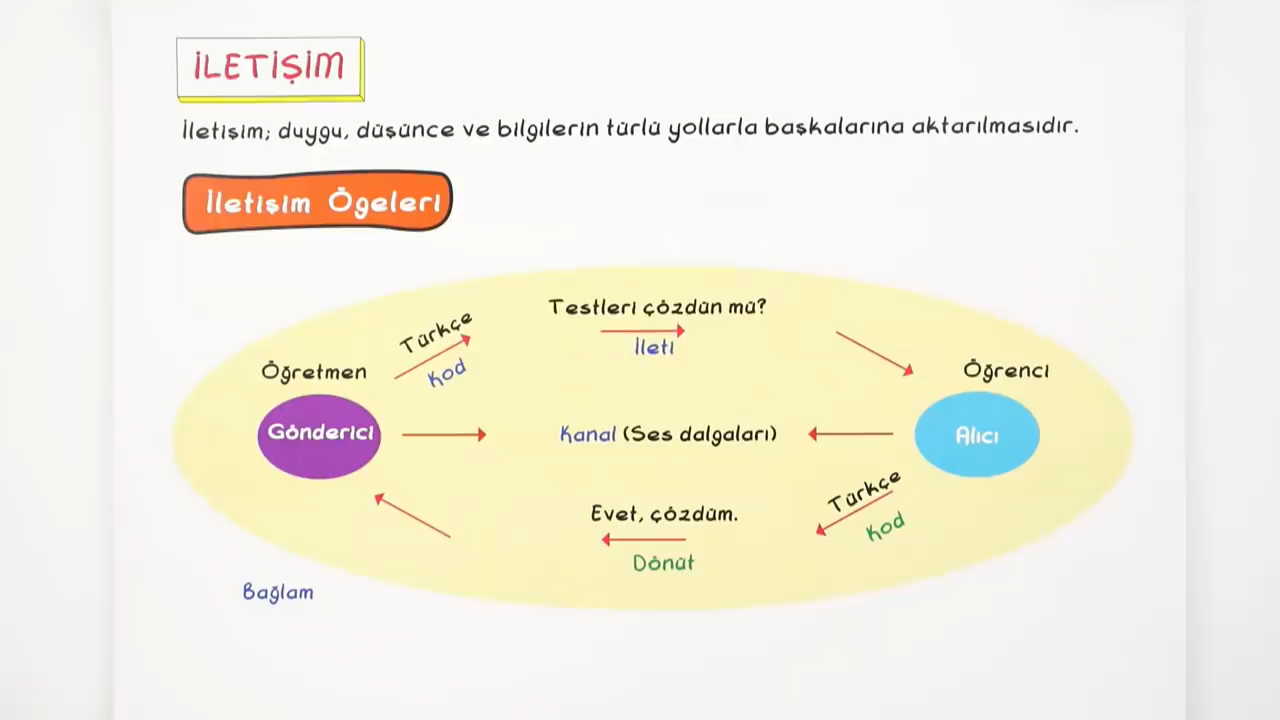 İLETİŞİM
İletişim; duygu, düşünce ve bilgilerin türlü yollarla başkalarına aktarılmasıdır.
İletişim Ögeleri
Testleri çözdün mü?
Türkçe
İleti
Kod
Öğretmen
Öğrenci
Gönderici
Kanal (Ses dalgaları)
Alıcı
Türkçe
Evet, çözdüm.
Kod
Dönüt
Bağlam